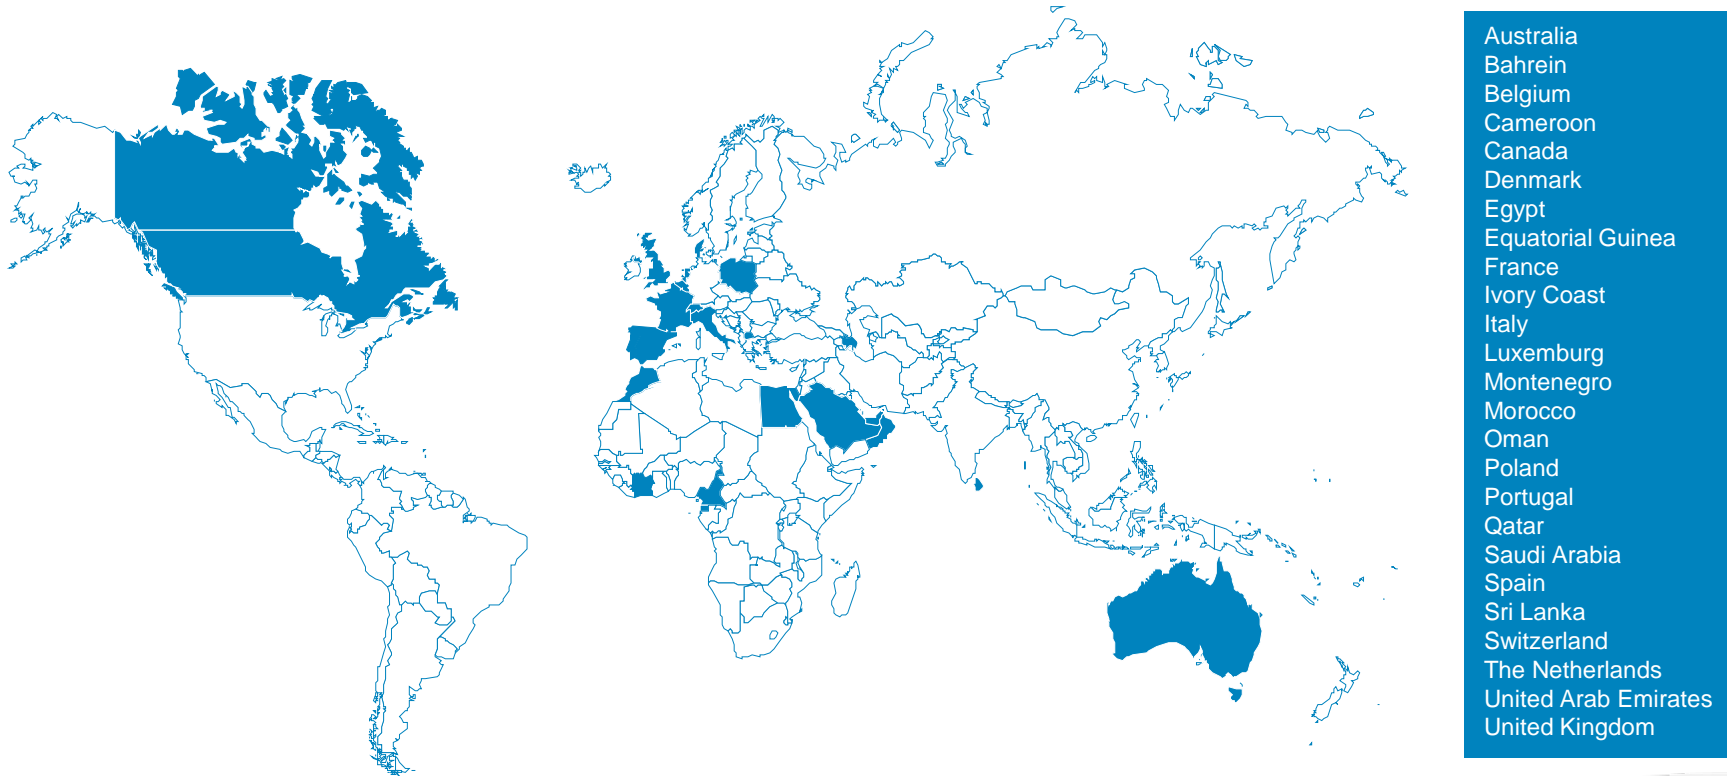 Australia
Bahrein
Belgium
Cameroon
Canada
Denmark
Egypt
Equatorial Guinea
France
Ivory Coast
Italy
Luxemburg
Montenegro
Morocco
Oman
Poland
Portugal
Qatar
Saudi Arabia
Spain
Sri Lanka
Switzerland
The Netherlands
United Arab Emirates
United Kingdom